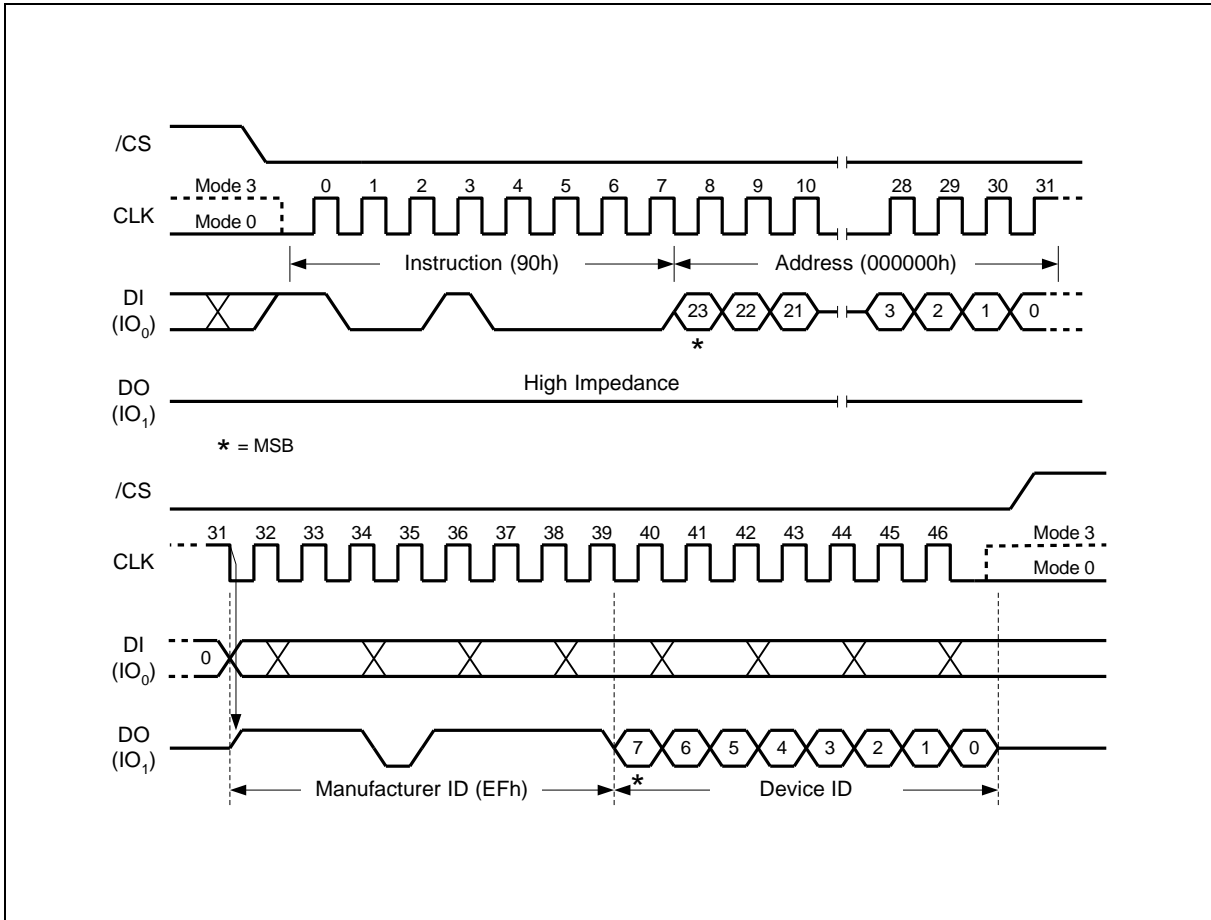 /CS
Mode 3
0 1 2 3 4 5 6 7 8 9 10 28 29 30 31
CLK
Mode 0
Instruction (90h)
Address (000000h)
DI
(IO0)
23 22 21 3 2 1 0
*
High Impedance
DO
(IO1)
* = MSB
/CS
31 32 33 34 35 36 37 38 39 40 41 42 43 44 45 46
Mode 3
CLK
Mode 0
DI
(IO0)
0
DO
(IO1)
7 6 5 4 3 2 1 0
*
Manufacturer ID (EFh)
Device ID